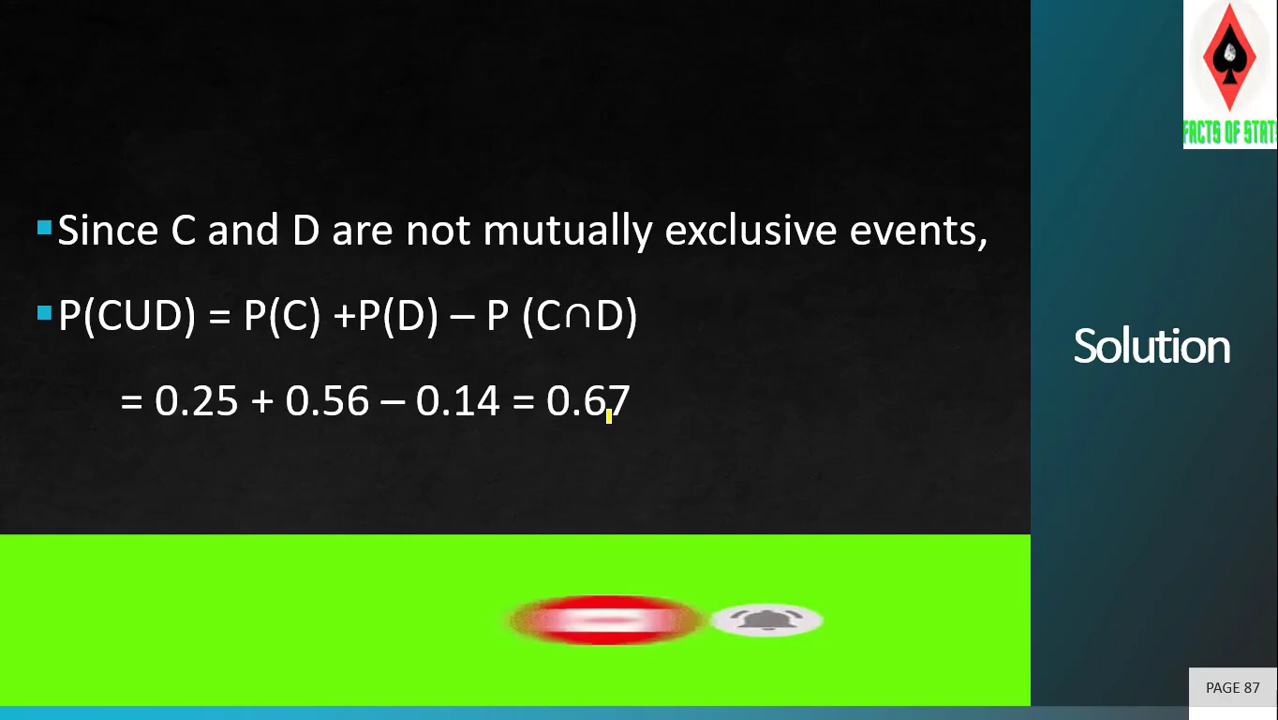 Since C and D are not mutually exclusive events,
P(CUD) = P(C) +P(D) – P (C∩D)
= 0.25 + 0.56 – 0.14 = 0.67
Solution
FACTS OF STAT
PAGE 87